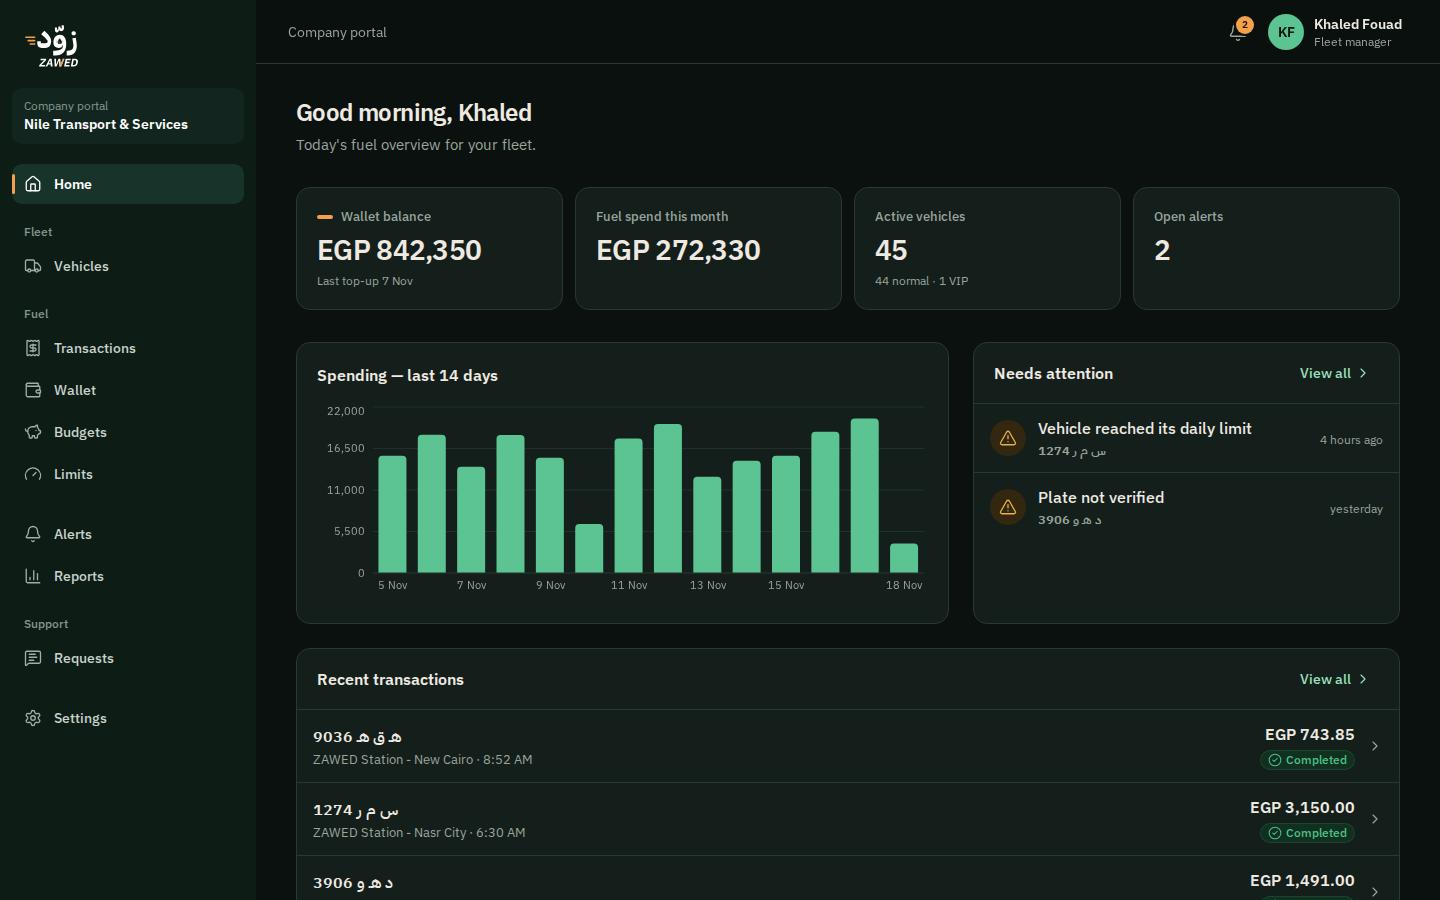 زوّد
ZAWED
Company portal
Nile Transport & Services
Home
Fleet
Vehicles
Fuel
Transactions
Wallet
Budgets
Limits
Alerts
Reports
Support
Requests
Settings
Company portal
2
KF
Khaled Fouad
Fleet manager
Good morning, Khaled
Today's fuel overview for your fleet.
Wallet balance
EGP 842,350
Last top-up 7 Nov
Fuel spend this month
EGP 272,330
Active vehicles
45
44 normal · 1 VIP
Open alerts
2
Spending — last 14 days
22,000
16,500
11,000
5,500
0
5 Nov 7 Nov 9 Nov 11 Nov 13 Nov 15 Nov 18 Nov
Needs attention
View all
Vehicle reached its daily limit
4 hours ago
س م ر 1274
Plate not verified
yesterday
د هـ و 3906
Recent transactions
View all
هـ ق هـ 9036
ZAWED Station - New Cairo · 8:52 AM
EGP 743.85
Completed
س م ر 1274
ZAWED Station - Nasr City · 6:30 AM
EGP 3,150.00
Completed
د هـ و 3906
EGP 1,491.00